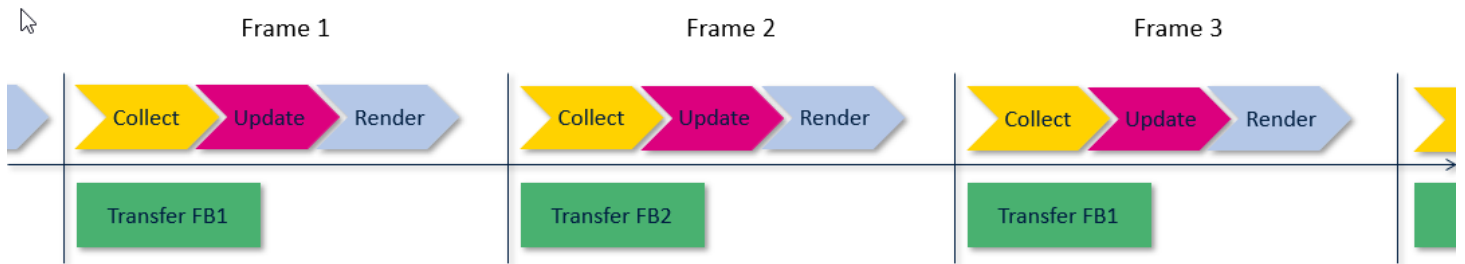 Frame 1 Frame 2 Frame 3
Collect Update Render Collect Update Render Collect Update Render
Transfer FB1 Transfer FB2 Transfer FB1